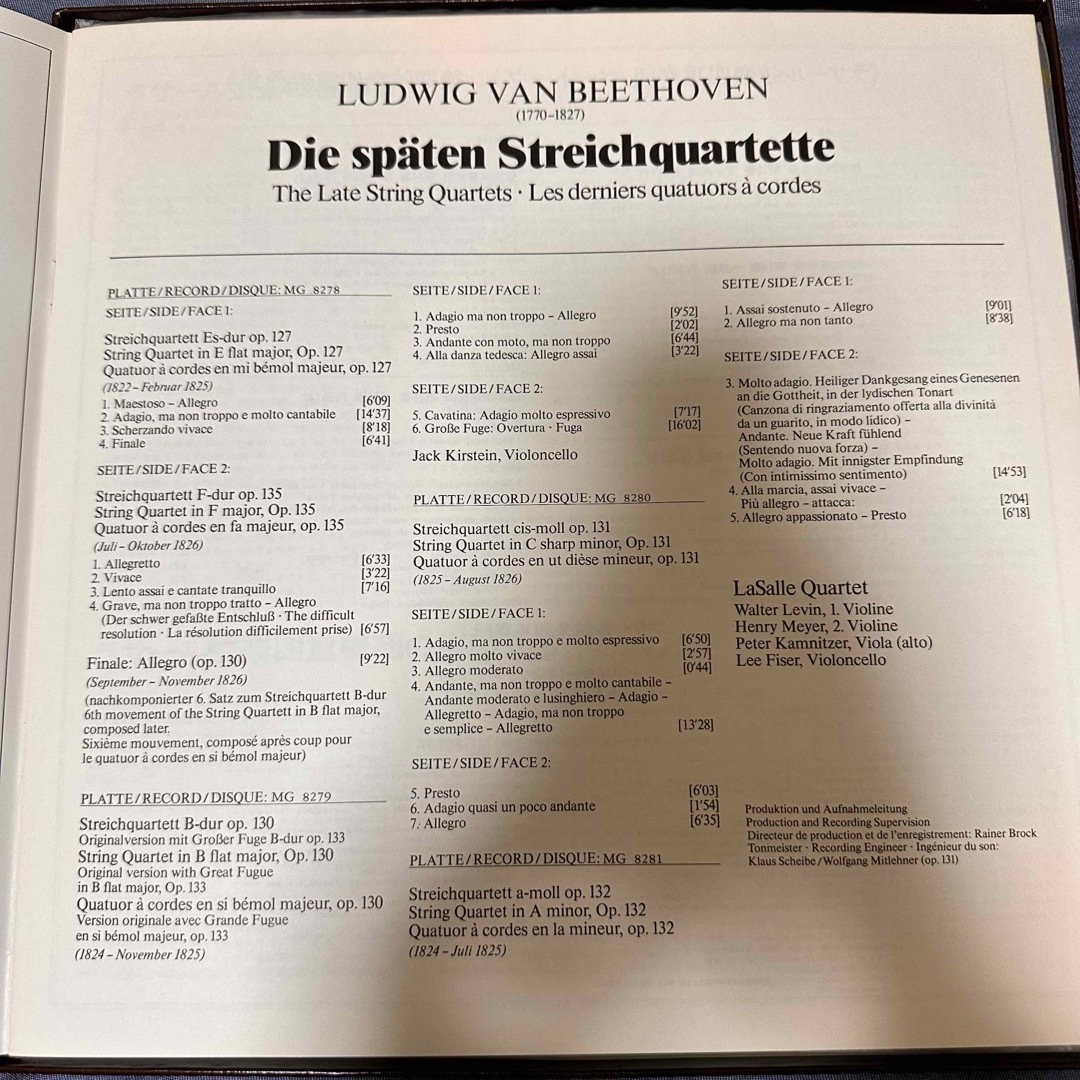 LUDWIG VAN BEETHOVEN
(1770–1827)
Die späten Streichquartette
The Late String Quartets · Les derniers quatuors à cordes
PLATTE/RECORD/DISQUE: MG 8278
SEITE/SIDE/FACE 1:
Streichquartett Es-dur op. 127
String Quartet in E flat major, Op. 127
Quatuor à cordes en mi bémol majeur, op. 127
(1822 – Februar 1825)
1. Maestoso – Allegro [6'09]
2. Adagio, ma non troppo e molto cantabile [14'37]
3. Scherzando vivace [8'18]
4. Finale [6'41]
SEITE/SIDE/FACE 2:
Streichquartett F-dur op. 135
String Quartet in F major, Op. 135
Quatuor à cordes en fa majeur, op. 135
(Juli – Oktober 1826)
1. Allegretto [6'33]
2. Vivace [3'22]
3. Lento assai e cantate tranquillo [7'16]
4. Grave, ma non troppo tratto – Allegro
(Der schwer gefaßte Entschluß · The difficult
resolution · La résolution difficilement prise) [6'57]
Finale: Allegro (op. 130) [9'22]
(September – November 1826)
(nachkomponierter 6. Satz zum Streichquartett B-dur
6th movement of the String Quartett in B flat major,
composed later.
Sixième mouvement, composé après coup pour
le quatuor à cordes en si bémol majeur)
PLATTE/RECORD/DISQUE: MG 8279
Streichquartett B-dur op. 130
Originalversion mit Großer Fuge B-dur op. 133
String Quartet in B flat major, Op. 130
Original version with Great Fugue
in B flat major, Op. 133
Quatuor à cordes en si bémol majeur, op. 130
Version originale avec Grande Fugue
en si bémol majeur, op. 133
(1824 – November 1825)
SEITE/SIDE/FACE 1:
1. Adagio ma non troppo – Allegro [9'52]
2. Presto [2'02]
3. Andante con moto, ma non troppo [6'44]
4. Alla danza tedesca: Allegro assai [3'22]
SEITE/SIDE/FACE 2:
5. Cavatina: Adagio molto espressivo [7'17]
6. Große Fuge: Overtura · Fuga [16'02]
Jack Kirstein, Violoncello
PLATTE/RECORD/DISQUE: MG 8280
Streichquartett cis-moll op. 131
String Quartet in C sharp minor, Op. 131
Quatuor à cordes en ut dièse mineur, op. 131
(1825 – August 1826)
SEITE/SIDE/FACE 1:
1. Adagio, ma non troppo e molto espressivo [6'50]
2. Allegro molto vivace [2'57]
3. Allegro moderato [0'44]
4. Andante, ma non troppo e molto cantabile –
Andante moderato e lusinghiero – Adagio –
Allegretto – Adagio, ma non troppo
e semplice – Allegretto [13'28]
SEITE/SIDE/FACE 2:
5. Presto [6'03]
6. Adagio quasi un poco andante [1'54]
7. Allegro [6'35]
PLATTE/RECORD/DISQUE: MG 8281
Streichquartett a-moll op. 132
String Quartet in A minor, Op. 132
Quatuor à cordes en la mineur, op. 132
(1824 – Juli 1825)
SEITE/SIDE/FACE 1:
1. Assai sostenuto – Allegro [9'01]
2. Allegro ma non tanto [8'38]
SEITE/SIDE/FACE 2:
3. Molto adagio. Heiliger Dankgesang eines Genesenen
an die Gottheit, in der lydischen Tonart
(Canzona di ringraziamento offerta alla divinità
da un guarito, in modo lidico) –
Andante. Neue Kraft fühlend
(Sentendo nuova forza) –
Molto adagio. Mit innigster Empfindung
(Con intimissimo sentimento) [14'53]
4. Alla marcia, assai vivace –
Più allegro – attacca: [2'04]
5. Allegro appassionato – Presto [6'18]
LaSalle Quartet
Walter Levin, 1. Violine
Henry Meyer, 2. Violine
Peter Kamnitzer, Viola (alto)
Lee Fiser, Violoncello
Produktion und Aufnahmeleitung
Production and Recording Supervision
Directeur de production et de l'enregistrement: Rainer Brock
Tonmeister · Recording Engineer · Ingénieur du son:
Klaus Scheibe/Wolfgang Mitlehner (op. 131)